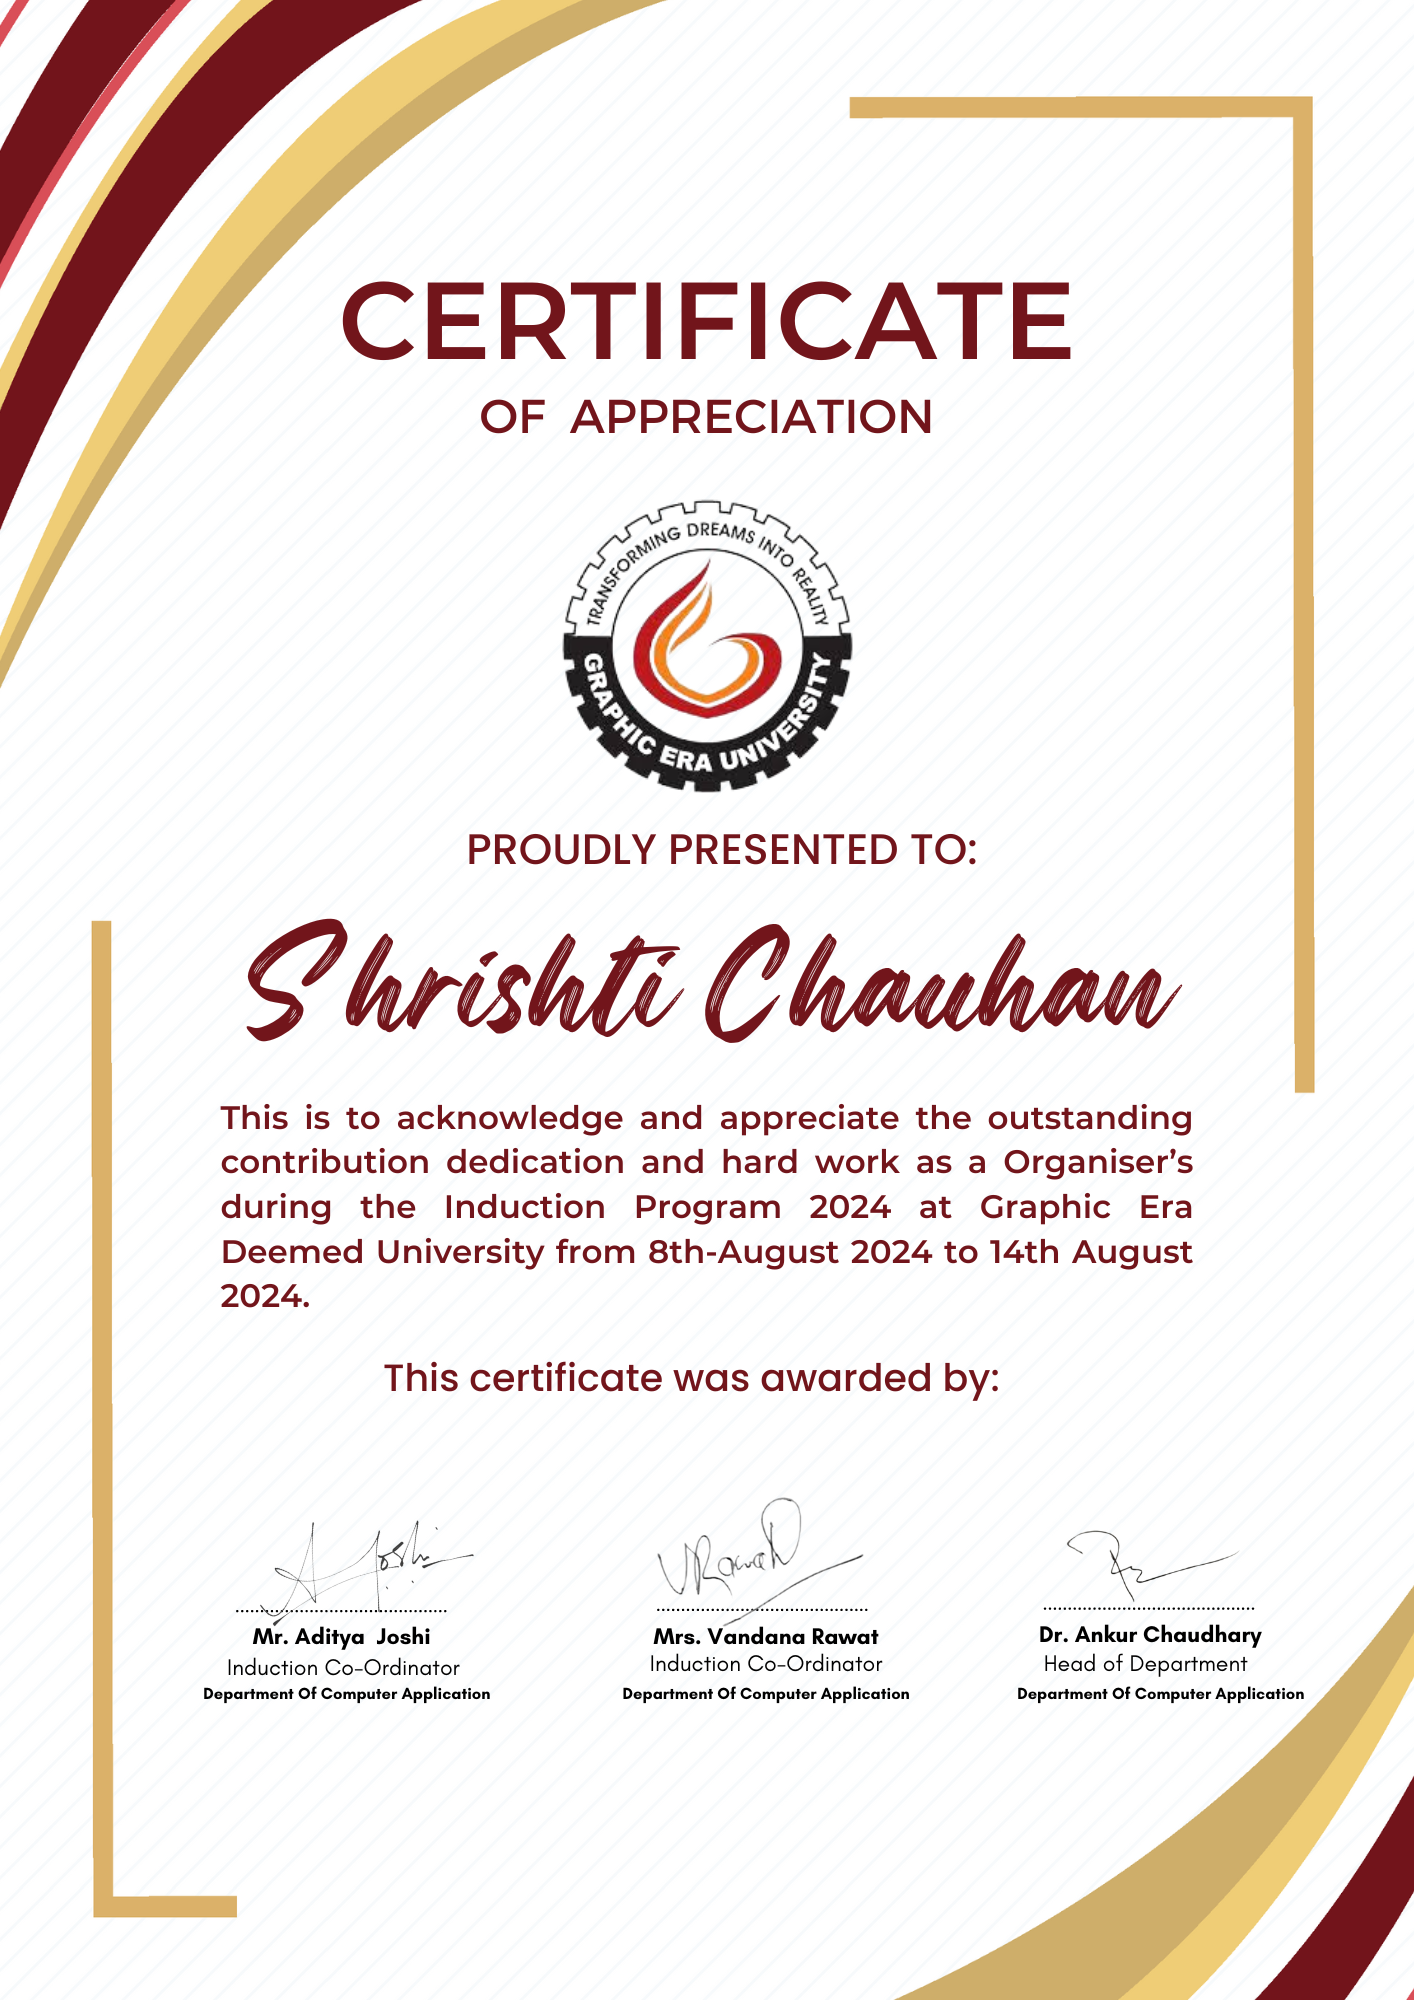 CERTIFICATE
OF APPRECIATION
TRANSFORMING DREAMS INTO REALITY
GRAPHIC ERA UNIVERSITY
PROUDLY PRESENTED TO:
Shrishti Chauhan
This is to acknowledge and appreciate the outstanding
contribution dedication and hard work as a Organiser's
during the Induction Program 2024 at Graphic Era
Deemed University from 8th-August 2024 to 14th August
2024.
This certificate was awarded by:
A Joshi
VRawat
Mr. Aditya Joshi
Induction Co-Ordinator
Department Of Computer Application
Mrs. Vandana Rawat
Induction Co-Ordinator
Department Of Computer Application
Dr. Ankur Chaudhary
Head of Department
Department Of Computer Application